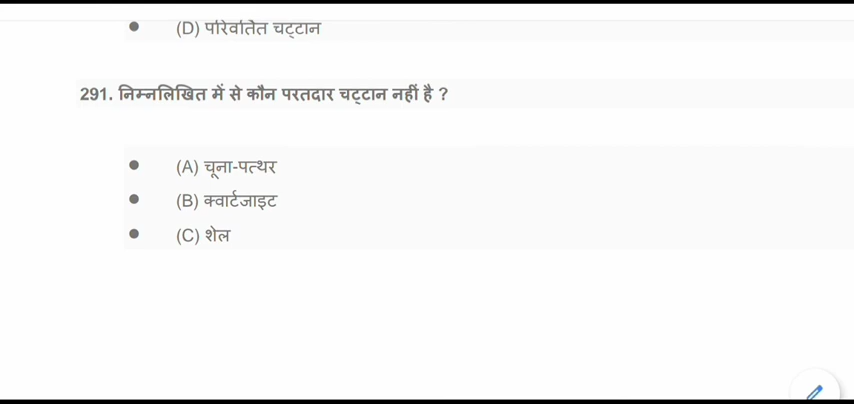 (D) परिवर्तित चट्टान
291. निम्नलिखित में से कौन परतदार चट्टान नहीं है ?
(A) चूना-पत्थर
(B) क्वार्टजाइट
(C) शेल